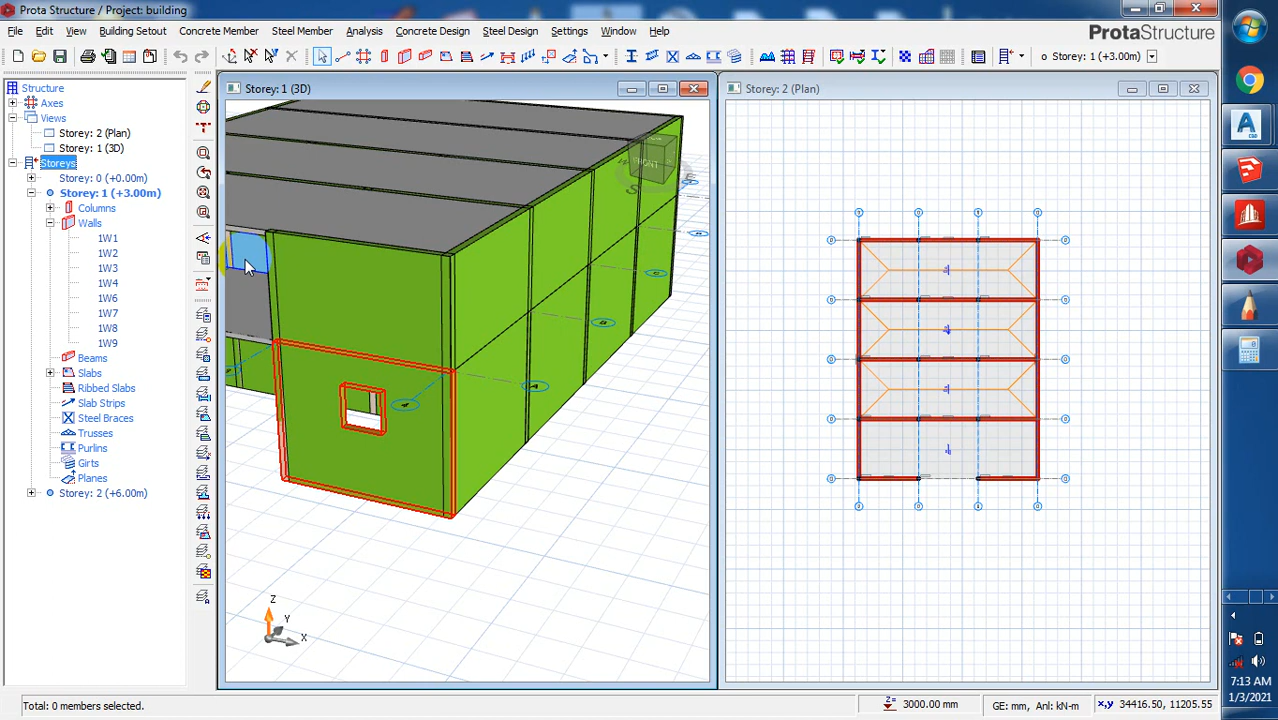 Prota Structure / Project: building
File Edit View Building Setout Concrete Member Steel Member Analysis Concrete Design Steel Design Settings Window Help
ProtaStructure
o Storey: 1 (+3.00m)
Structure
Axes
Views
Storey: 2 (Plan)
Storey: 1 (3D)
Storeys
Storey: 0 (+0.00m)
Storey: 1 (+3.00m)
Columns
Walls
1W1
1W2
1W3
1W4
1W6
1W7
1W8
1W9
Beams
Slabs
Ribbed Slabs
Slab Strips
Steel Braces
Trusses
Purlins
Girts
Planes
Storey: 2 (+6.00m)
Storey: 1 (3D)
FRONT
W
S
E
Z
Y
X
Storey: 2 (Plan)
Total: 0 members selected.
Z= 3000.00 mm
GE: mm, Anl: kN-m
x,y 34416.50, 11205.55
7:13 AM
1/3/2021